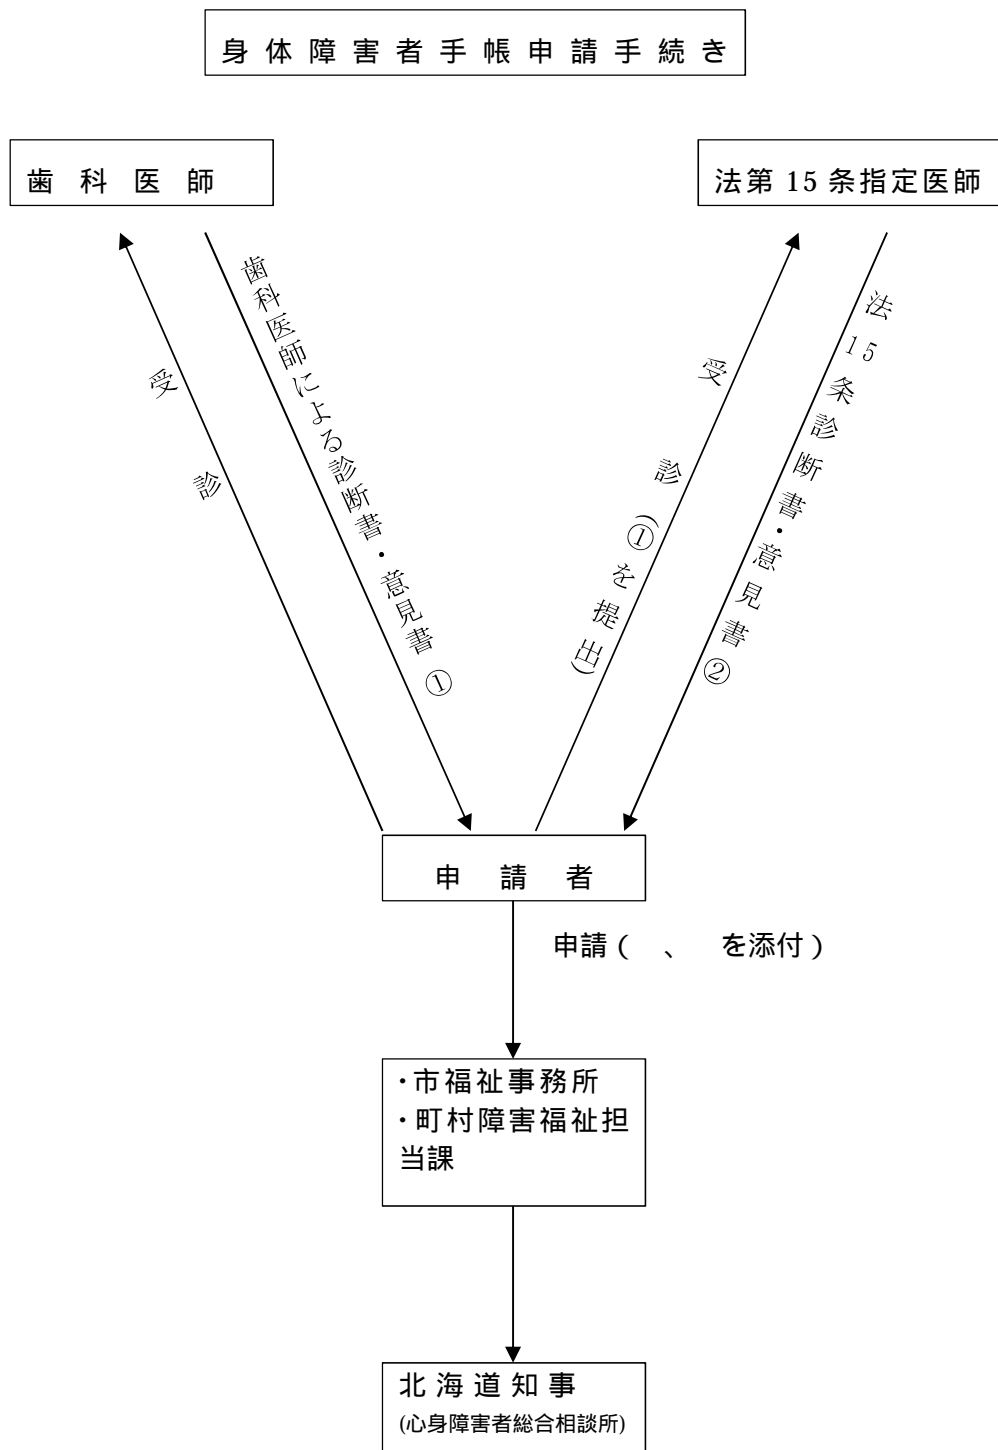 身体障害者手帳申請手続き
歯科医師
法第15条指定医師
受診
歯科医師による診断書・意見書①
受診(①を提出)
法15条診断書・意見書②
申請者
申請(　、　を添付)
・市福祉事務所
・町村障害福祉担
当課
北海道知事
(心身障害者総合相談所)